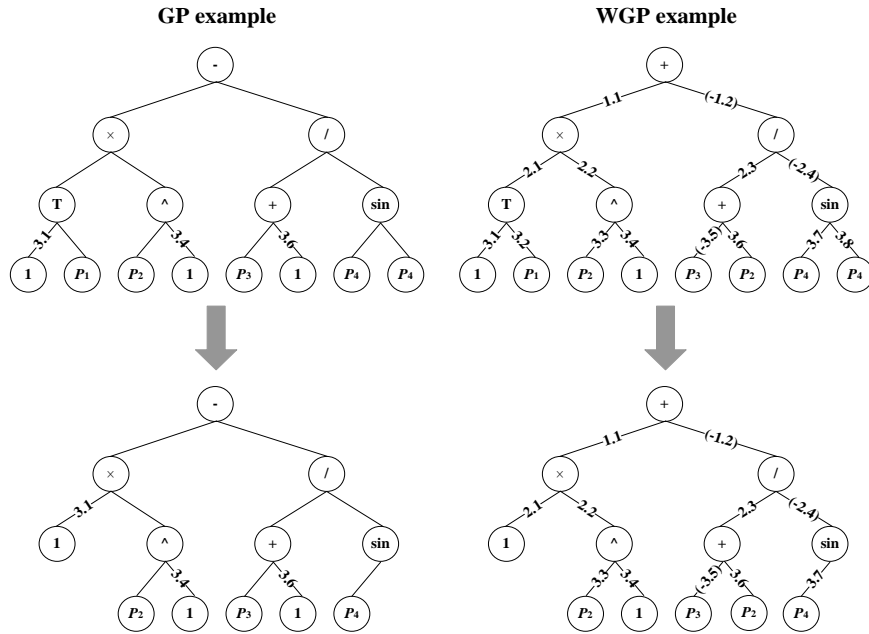 GP example WGP example
- +
1.1 (-1.2)
× / × /
2.1 2.2 2.3 (-2.4)
T ^ + sin T ^ + sin
3.1 3.4 3.6 3.1 3.2 3.3 3.4 (-3.5) 3.6 3.7 3.8
1 P1 P2 1 P3 1 P4 P4 1 P1 P2 1 P3 P2 P4 P4
- +
1.1 (-1.2)
× / × /
3.1 2.1 2.2 2.3 (-2.4)
1 ^ + sin 1 ^ + sin
3.4 3.6 3.3 3.4 (-3.5) 3.6 3.7
P2 1 P3 1 P4 P2 1 P3 P2 P4